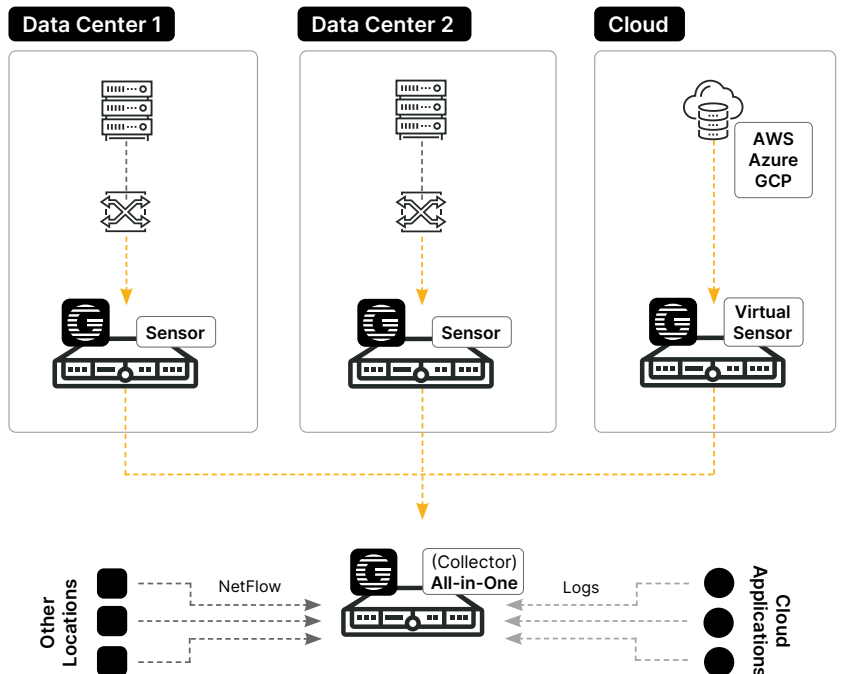 Data Center 1
Data Center 2
Cloud
AWS
Azure
GCP
G
Sensor
G
Sensor
G
Virtual
Sensor
G
(Collector)
All-in-One
NetFlow
Logs
Other
Locations
Cloud
Applications